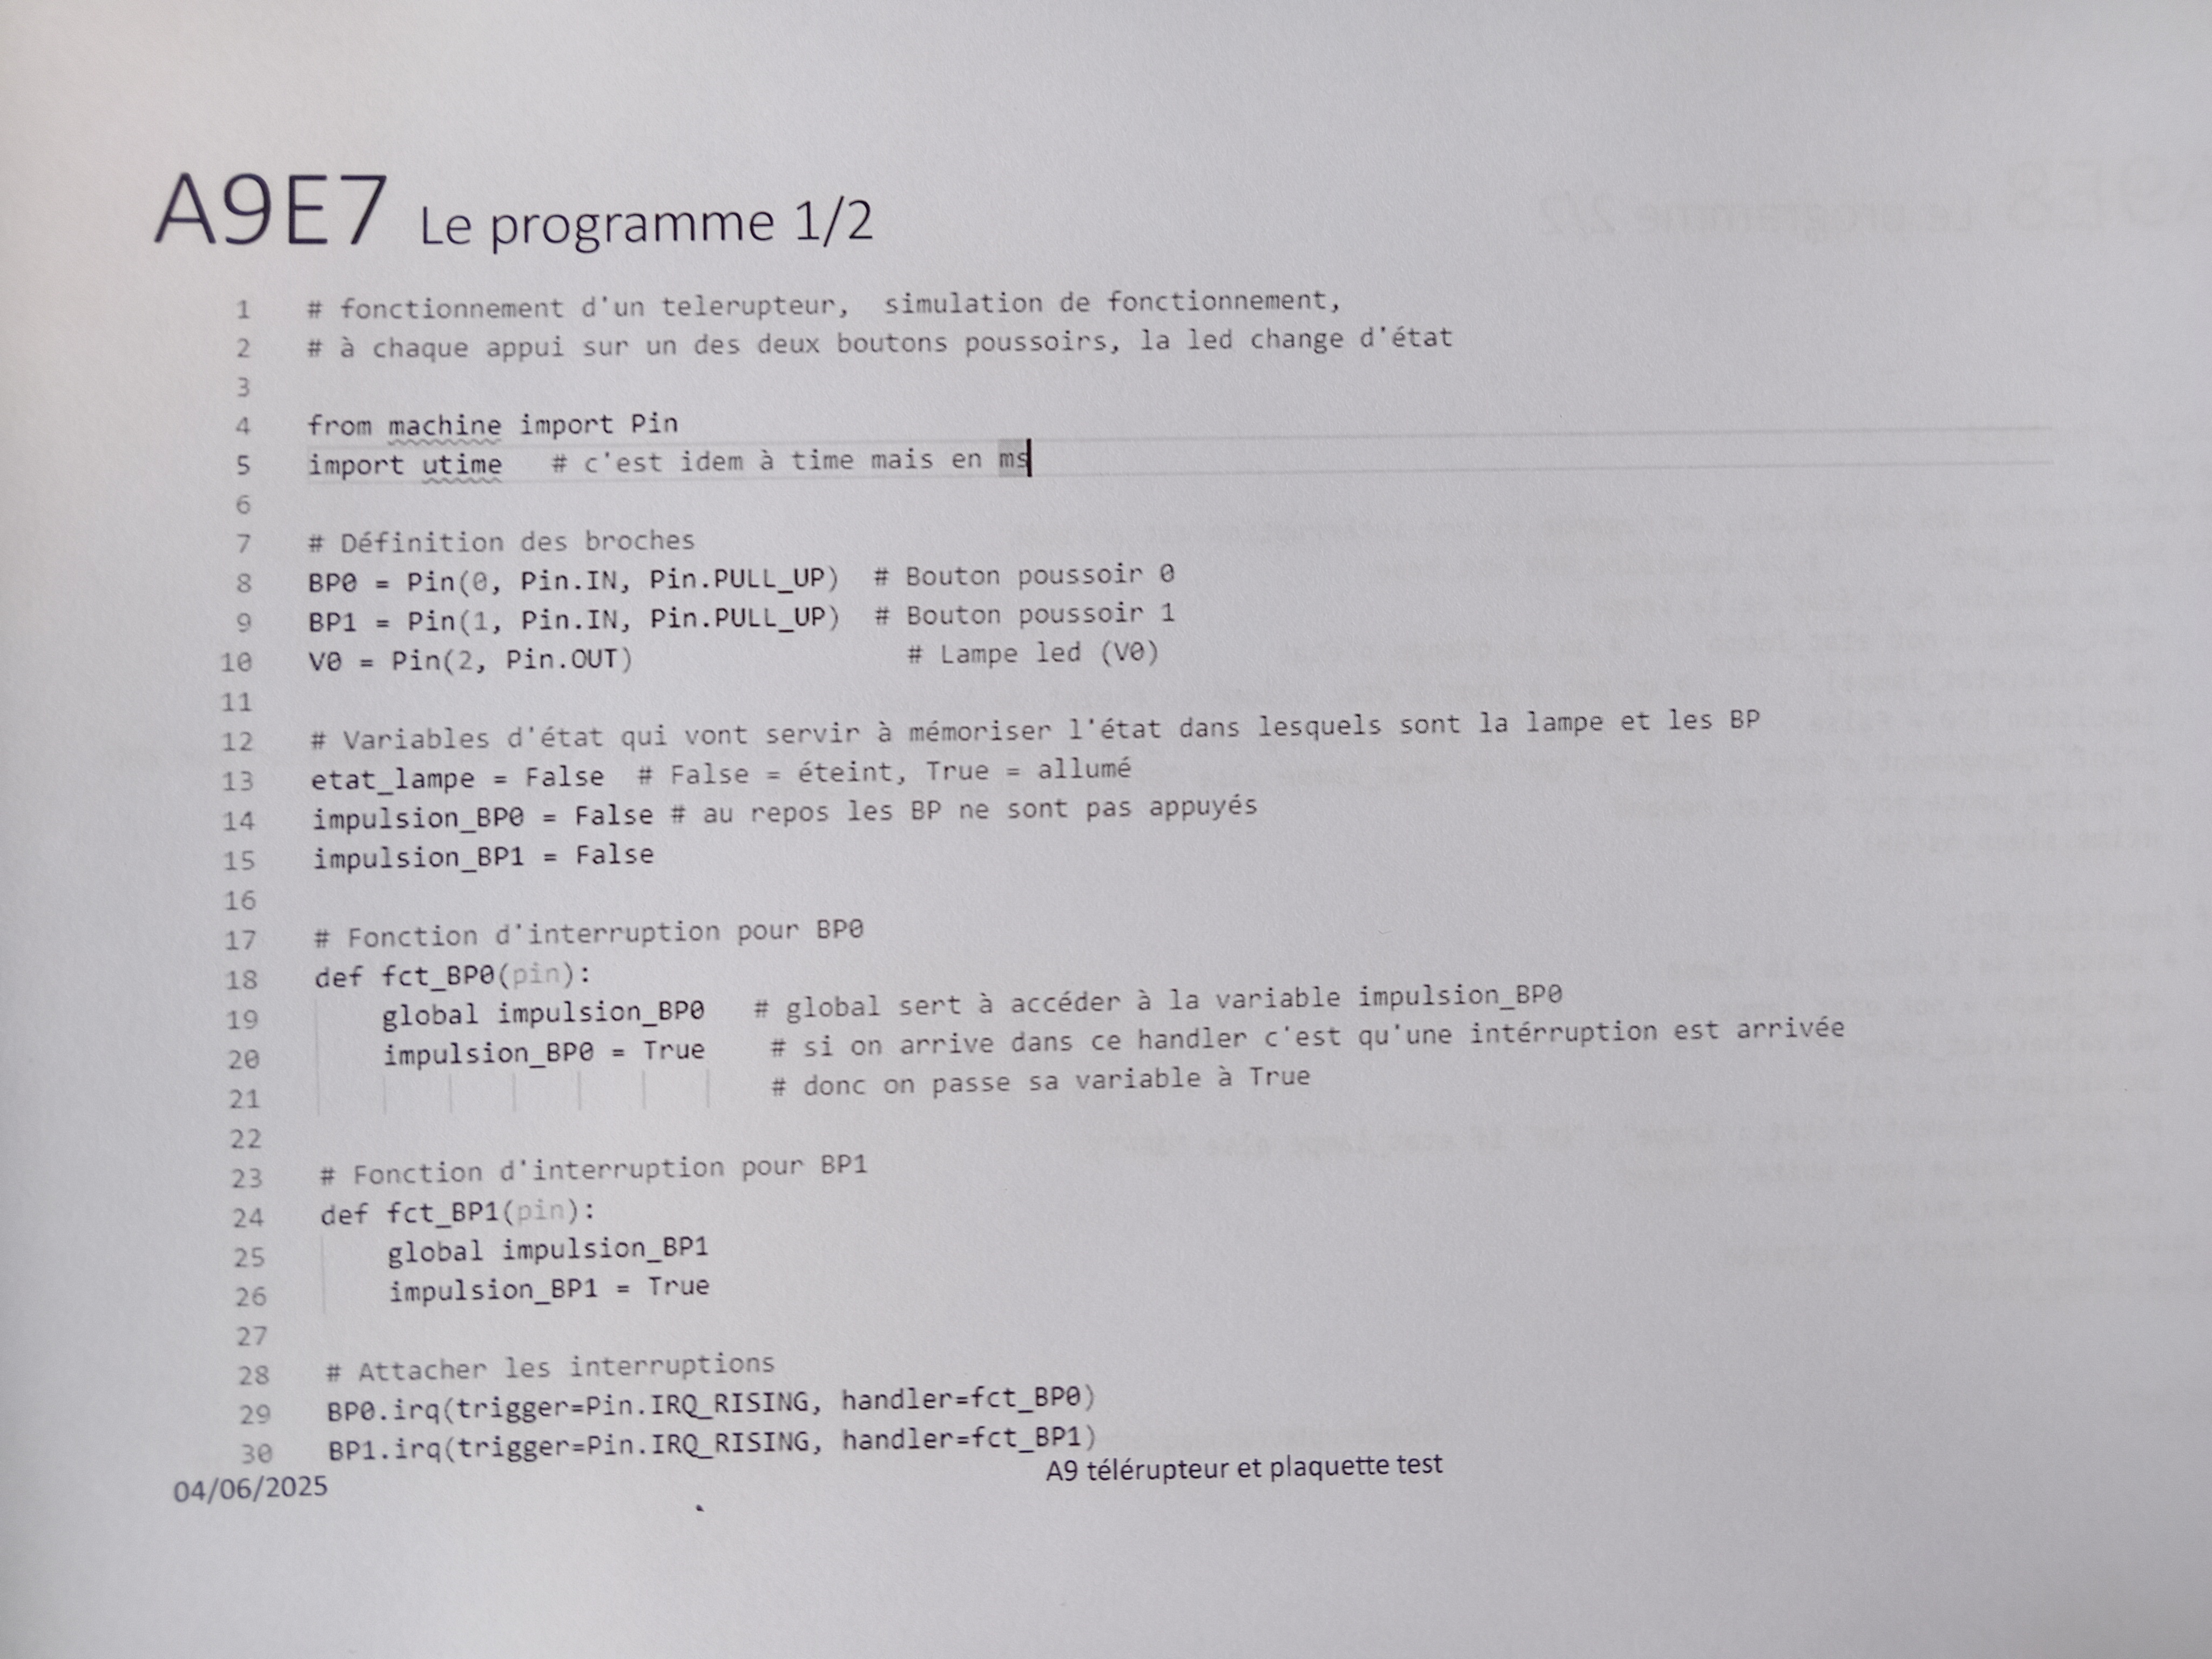 A9E7 Le programme 1/2
1 # fonctionnement d'un telerupteur, simulation de fonctionnement,
2 # à chaque appui sur un des deux boutons poussoirs, la led change d'état
3
4 from machine import Pin
5 import utime # c'est idem à time mais en ms
6
7 # Définition des broches
8 BP0 = Pin(0, Pin.IN, Pin.PULL_UP) # Bouton poussoir 0
9 BP1 = Pin(1, Pin.IN, Pin.PULL_UP) # Bouton poussoir 1
10 V0 = Pin(2, Pin.OUT) # Lampe led (V0)
11
12 # Variables d'état qui vont servir à mémoriser l'état dans lesquels sont la lampe et les BP
13 etat_lampe = False # False = éteint, True = allumé
14 impulsion_BP0 = False # au repos les BP ne sont pas appuyés
15 impulsion_BP1 = False
16
17 # Fonction d'interruption pour BP0
18 def fct_BP0(pin):
19 global impulsion_BP0 # global sert à accéder à la variable impulsion_BP0
20 impulsion_BP0 = True # si on arrive dans ce handler c'est qu'une intérruption est arrivée
21 # donc on passe sa variable à True
22
23 # Fonction d'interruption pour BP1
24 def fct_BP1(pin):
25 global impulsion_BP1
26 impulsion_BP1 = True
27
28 # Attacher les interruptions
29 BP0.irq(trigger=Pin.IRQ_RISING, handler=fct_BP0)
30 BP1.irq(trigger=Pin.IRQ_RISING, handler=fct_BP1)
04/06/2025 A9 télérupteur et plaquette test